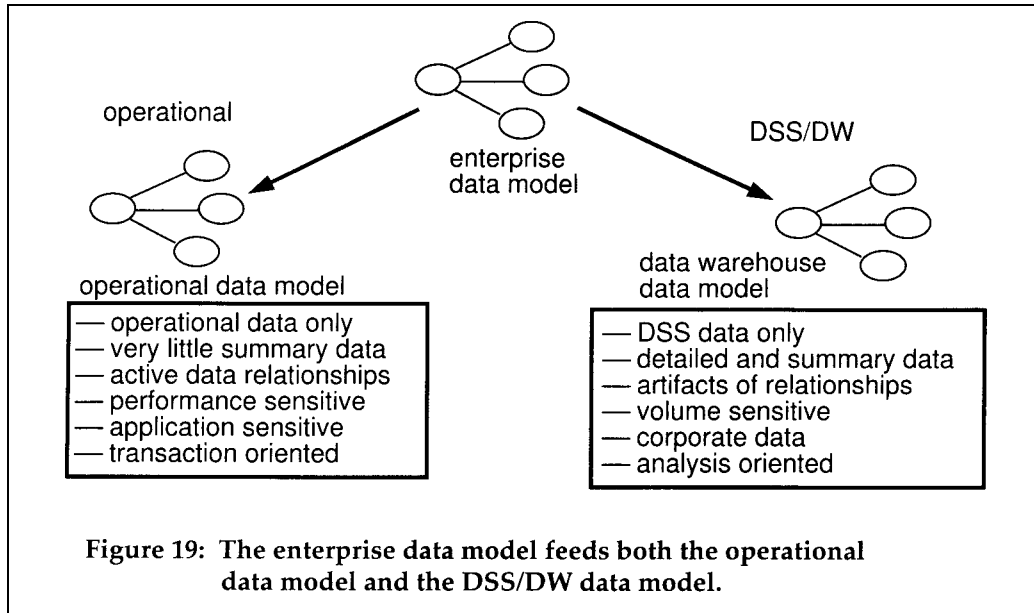 operational
enterprise
data model
DSS/DW
operational data model
— operational data only
— very little summary data
— active data relationships
— performance sensitive
— application sensitive
— transaction oriented
data warehouse
data model
— DSS data only
— detailed and summary data
— artifacts of relationships
— volume sensitive
— corporate data
— analysis oriented
Figure 19: The enterprise data model feeds both the operational
data model and the DSS/DW data model.